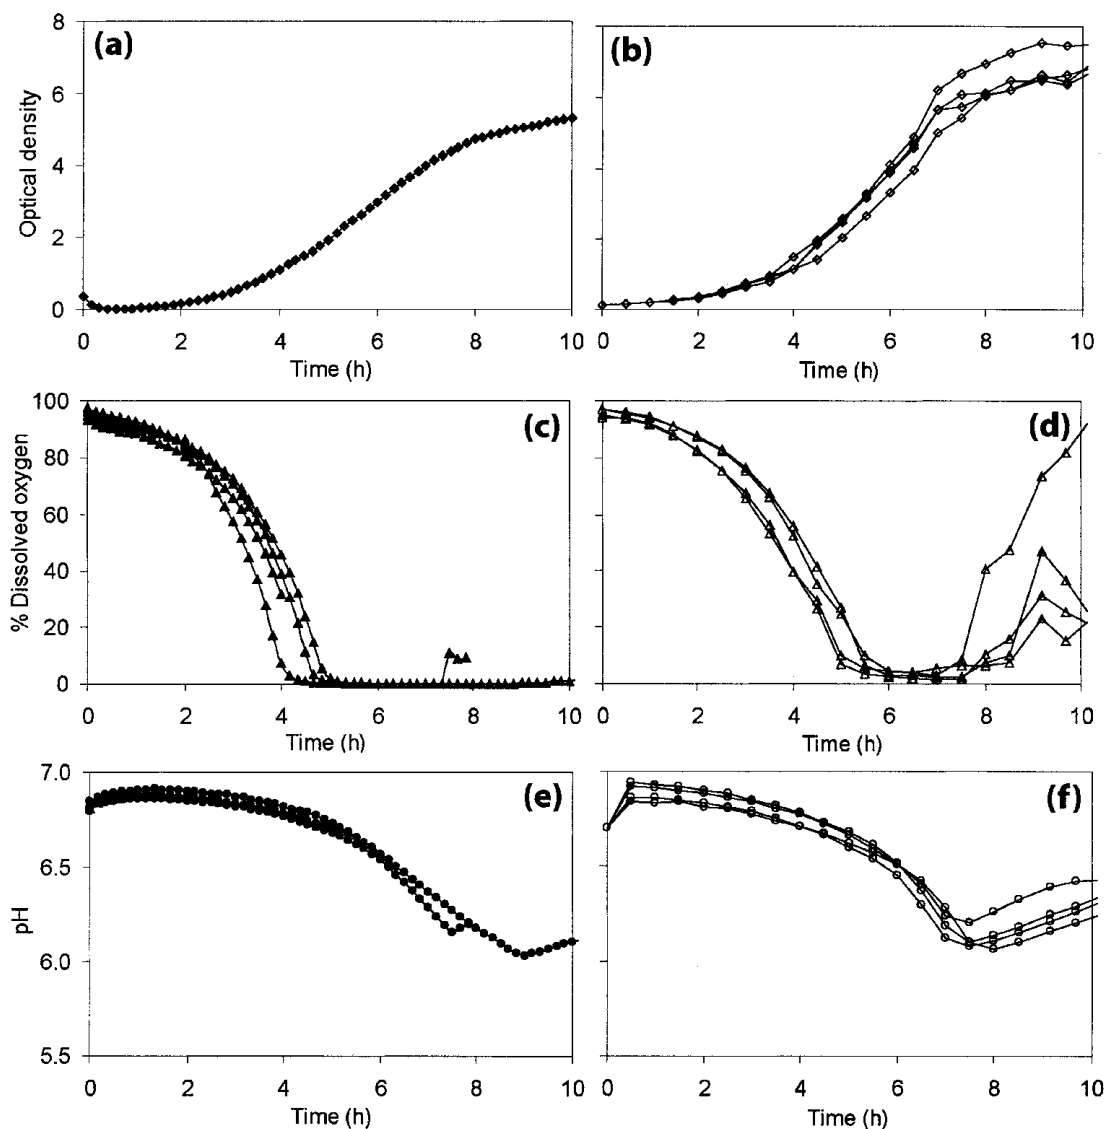 8
6
4
2
0
Optical density
(a)
0 2 4 6 8 10
Time (h)
(b)
0 2 4 6 8 10
Time (h)
100
80
60
40
20
0
% Dissolved oxygen
(c)
0 2 4 6 8 10
Time (h)
(d)
0 2 4 6 8 10
Time (h)
7.0
6.5
6.0
5.5
pH
(e)
0 2 4 6 8 10
Time (h)
(f)
0 2 4 6 8 10
Time (h)